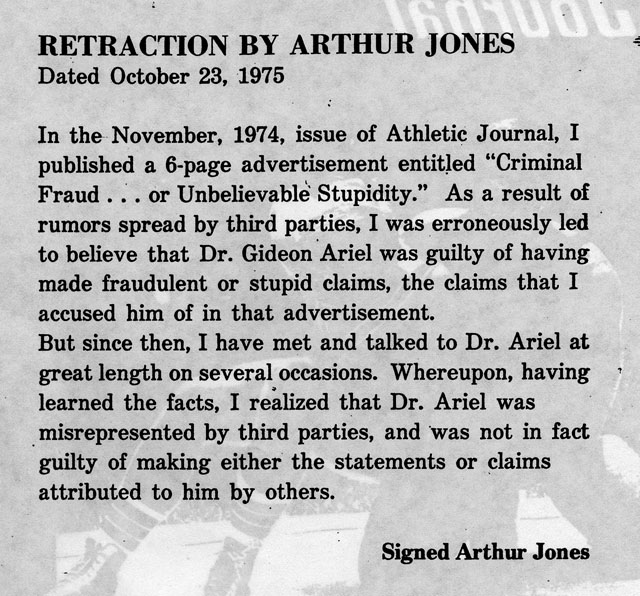 Journal
RETRACTION BY ARTHUR JONES
Dated October 23, 1975
In the November, 1974, issue of Athletic Journal, I
published a 6-page advertisement entitled “Criminal
Fraud . . . or Unbelievable Stupidity.” As a result of
rumors spread by third parties, I was erroneously led
to believe that Dr. Gideon Ariel was guilty of having
made fraudulent or stupid claims, the claims that I
accused him of in that advertisement.
But since then, I have met and talked to Dr. Ariel at
great length on several occasions. Whereupon, having
learned the facts, I realized that Dr. Ariel was
misrepresented by third parties, and was not in fact
guilty of making either the statements or claims
attributed to him by others.
Signed Arthur Jones